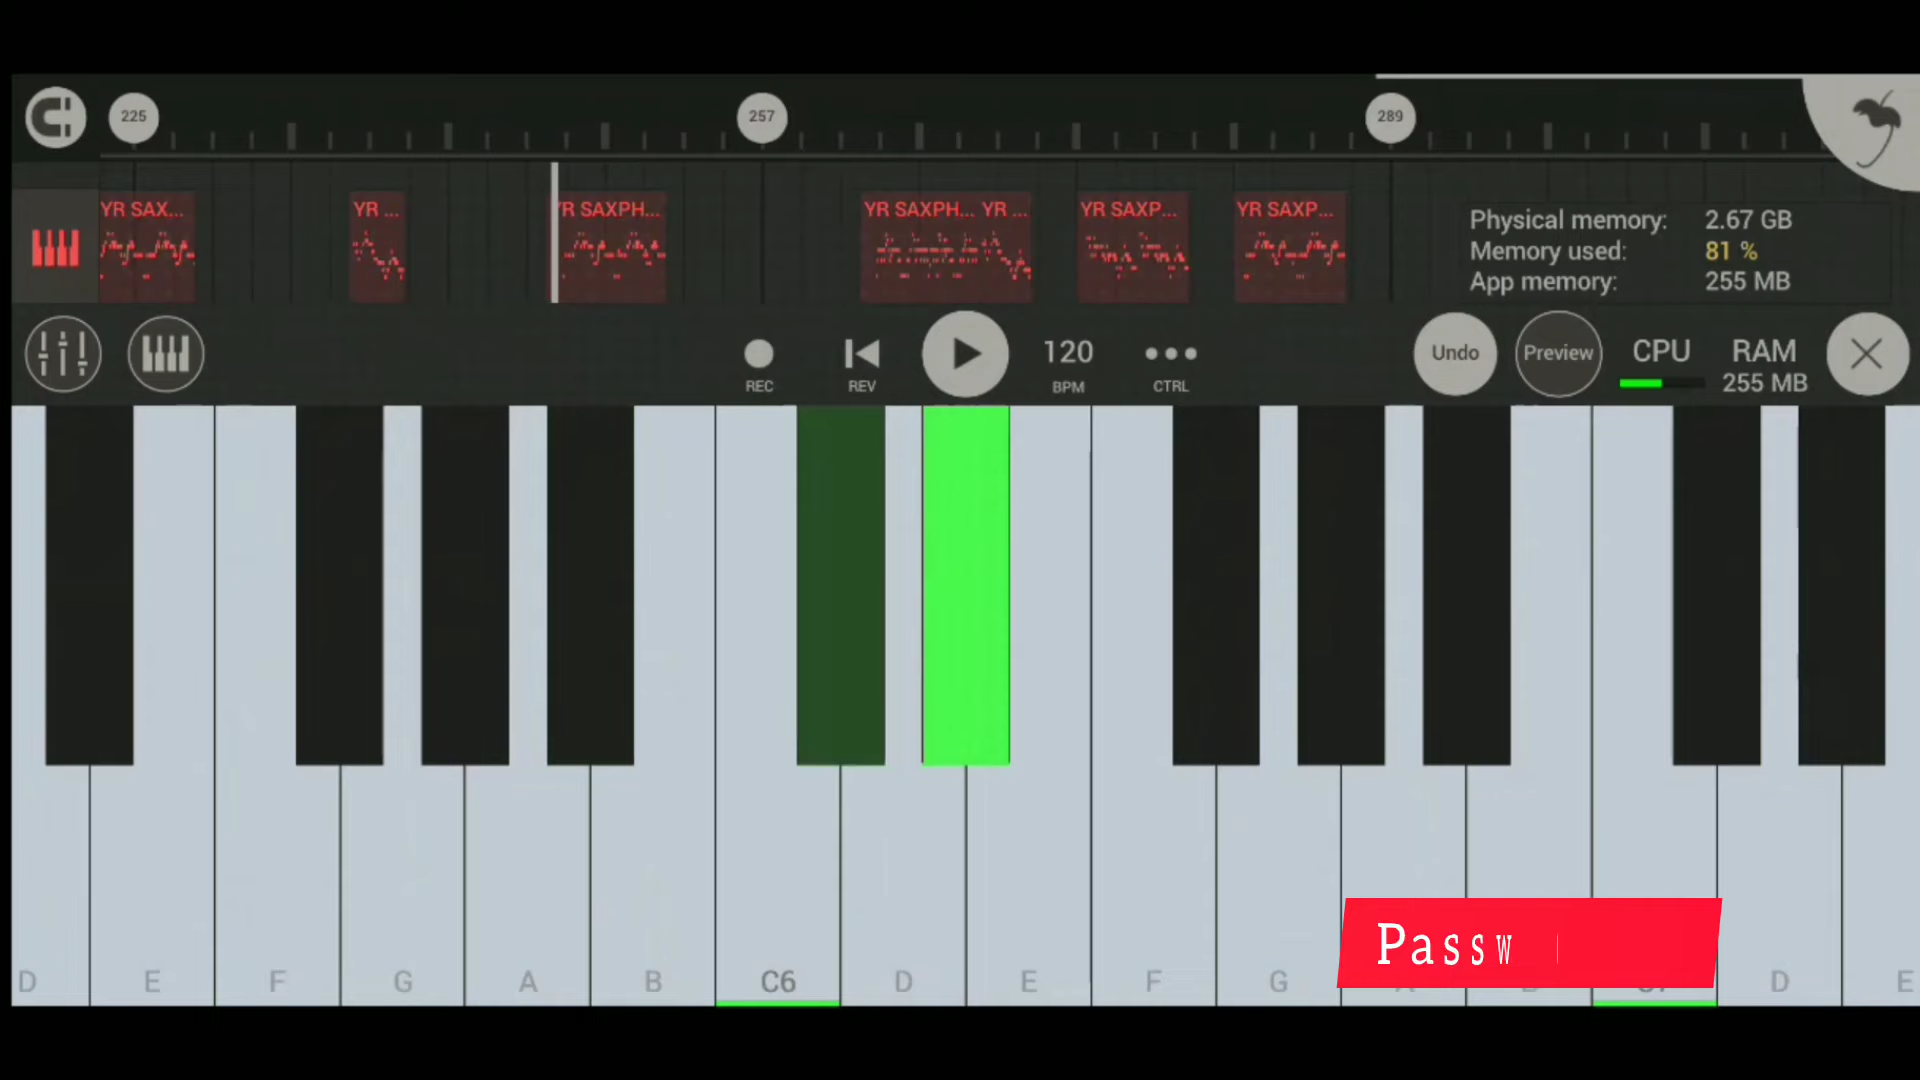 225 257 289
YR SAX... YR ... YR SAXPH... YR SAXPH... YR ... YR SAXP... YR SAXP...
Physical memory: 2.67 GB
Memory used: 81 %
App memory: 255 MB
REC REV 120 BPM CTRL Undo Preview CPU RAM 255 MB
Passw
D E F G A B C6 D E F G D E